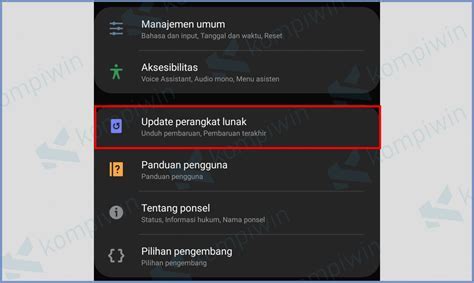 Manajemen umum
Bahasa dan input, Tanggal dan waktu, Reset
Aksesibilitas
Voice Assistant, Audio mono, Menu asisten
Update perangkat lunak
Unduh pembaruan, Pembaruan terakhir
Panduan pengguna
Panduan pengguna
Tentang ponsel
Status, Informasi hukum, Nama ponsel
Pilihan pengembang
Pilihan pengembang
kompiwin
kompiwin
kompiwin
kompiwin